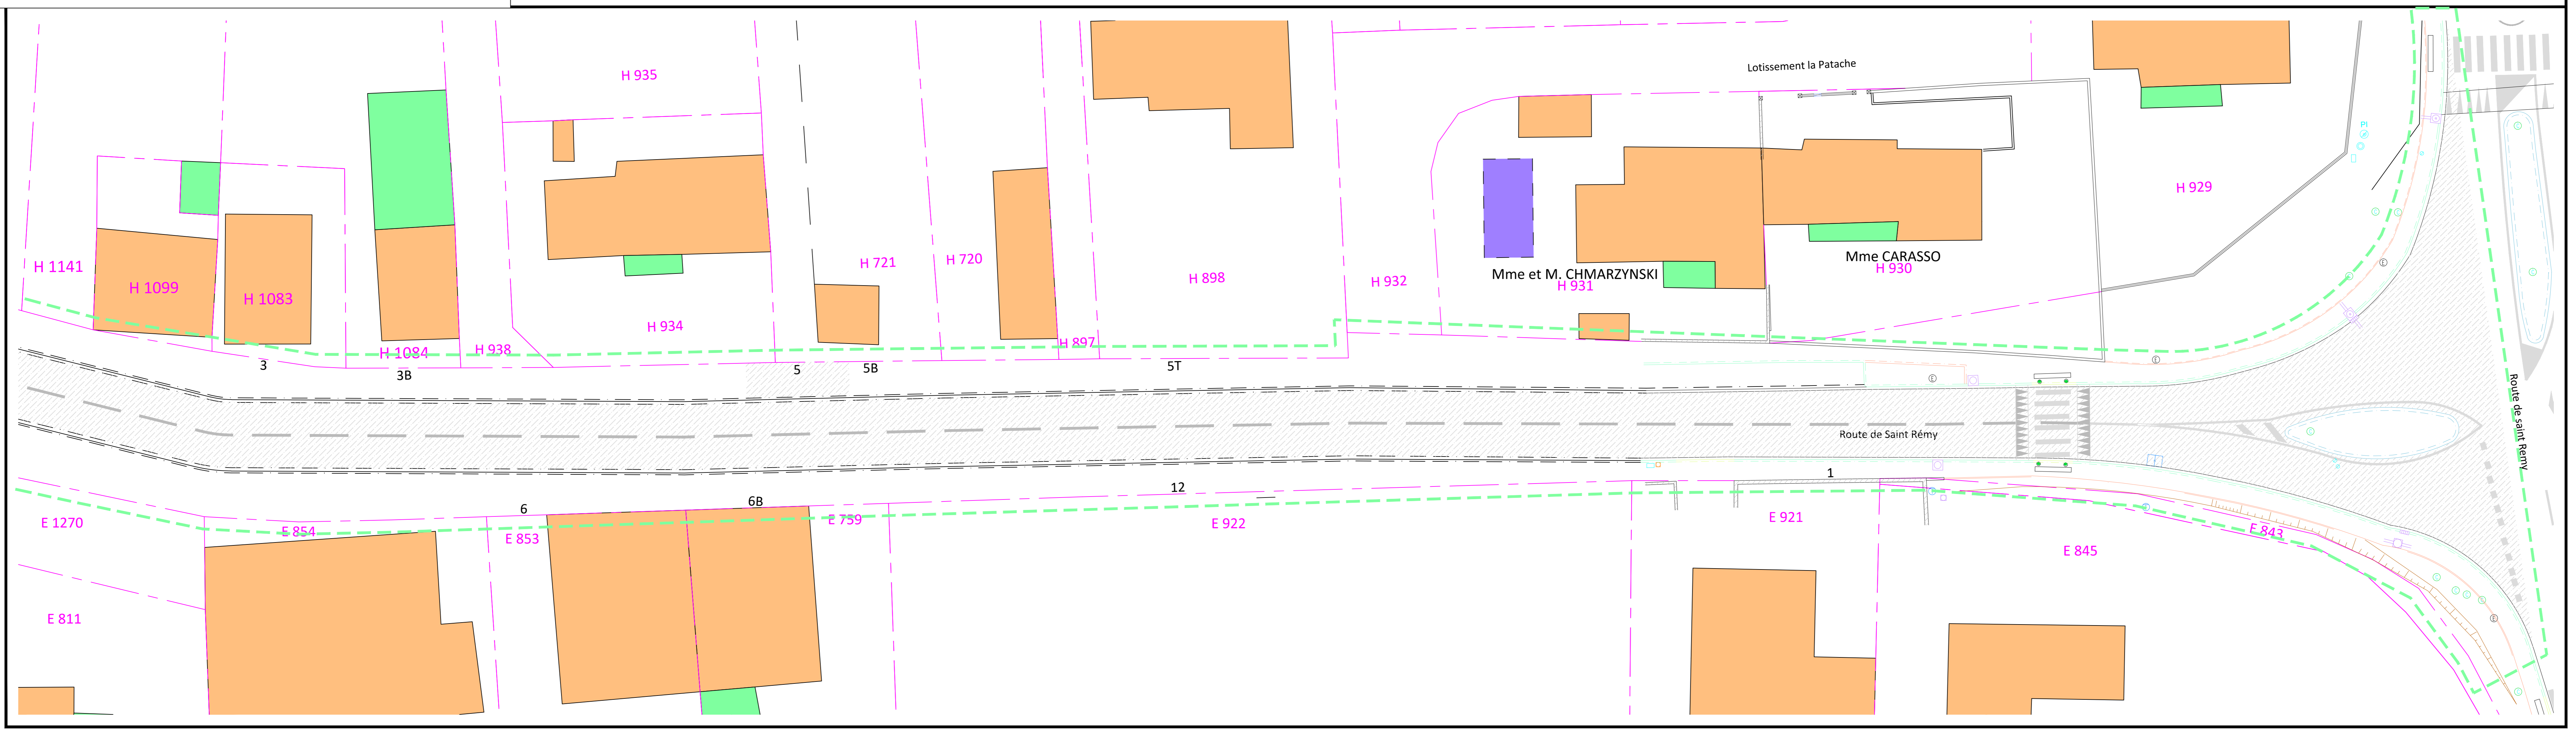 Lotissement la Patache
H 935
PI
H 929
H 1141
H 1099
H 1083
H 721
H 720
H 898
H 932
Mme et M. CHMARZYNSKI
H 931
Mme CARASSO
H 930
H 934
H 1084
H 938
H 897
3
3B
5
5B
5T
Route de Saint Rémy
Route de saint Remy
1
12
6
6B
E 1270
E 854
E 853
E 759
E 922
E 921
E 843
E 845
E 811